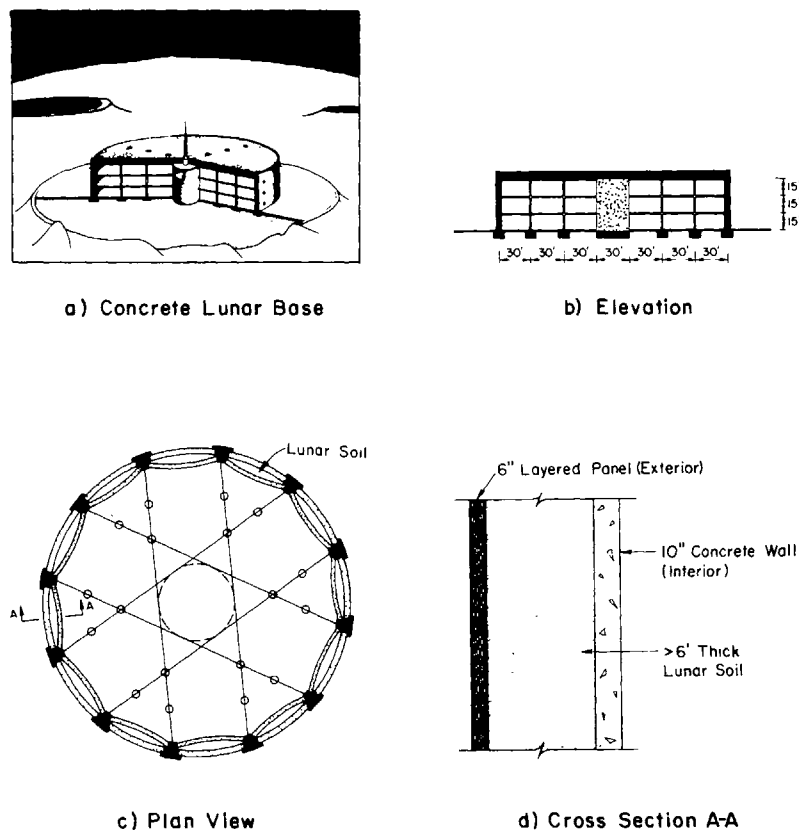 a) Concrete Lunar Base
15
15
15
30' 30' 30' 30' 30' 30' 30'
b) Elevation
Lunar Soil
A A
c) Plan View
6" Layered Panel (Exterior)
10" Concrete Wall
(Interior)
>6' Thick
Lunar Soil
d) Cross Section A-A